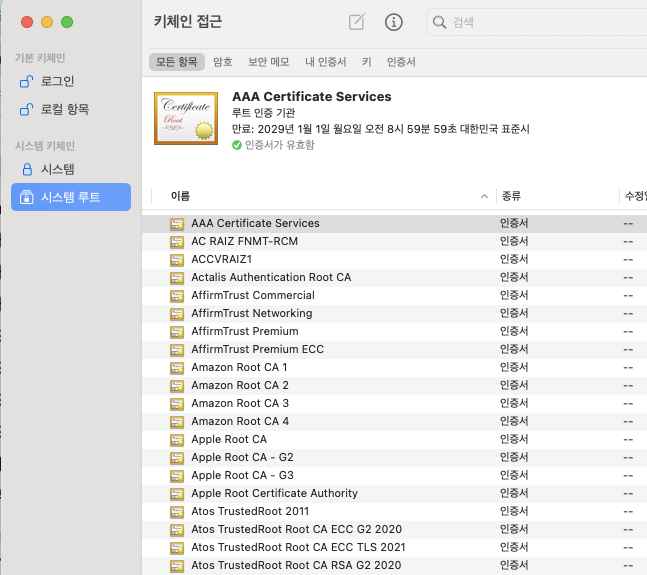 키체인 접근
검색
기본 키체인
로그인
로컬 항목
시스템 키체인
시스템
시스템 루트
모든 항목 암호 보안 메모 내 인증서 키 인증서
Certificate
Root
AAA Certificate Services
루트 인증 기관
만료: 2029년 1월 1일 월요일 오전 8시 59분 59초 대한민국 표준시
인증서가 유효함
이름 종류 수정일
AAA Certificate Services 인증서 --
AC RAIZ FNMT-RCM 인증서 --
ACCVRAIZ1 인증서 --
Actalis Authentication Root CA 인증서 --
AffirmTrust Commercial 인증서 --
AffirmTrust Networking 인증서 --
AffirmTrust Premium 인증서 --
AffirmTrust Premium ECC 인증서 --
Amazon Root CA 1 인증서 --
Amazon Root CA 2 인증서 --
Amazon Root CA 3 인증서 --
Amazon Root CA 4 인증서 --
Apple Root CA 인증서 --
Apple Root CA - G2 인증서 --
Apple Root CA - G3 인증서 --
Apple Root Certificate Authority 인증서 --
Atos TrustedRoot 2011 인증서 --
Atos TrustedRoot Root CA ECC G2 2020 인증서 --
Atos TrustedRoot Root CA ECC TLS 2021 인증서 --
Atos TrustedRoot Root CA RSA G2 2020 인증서 --